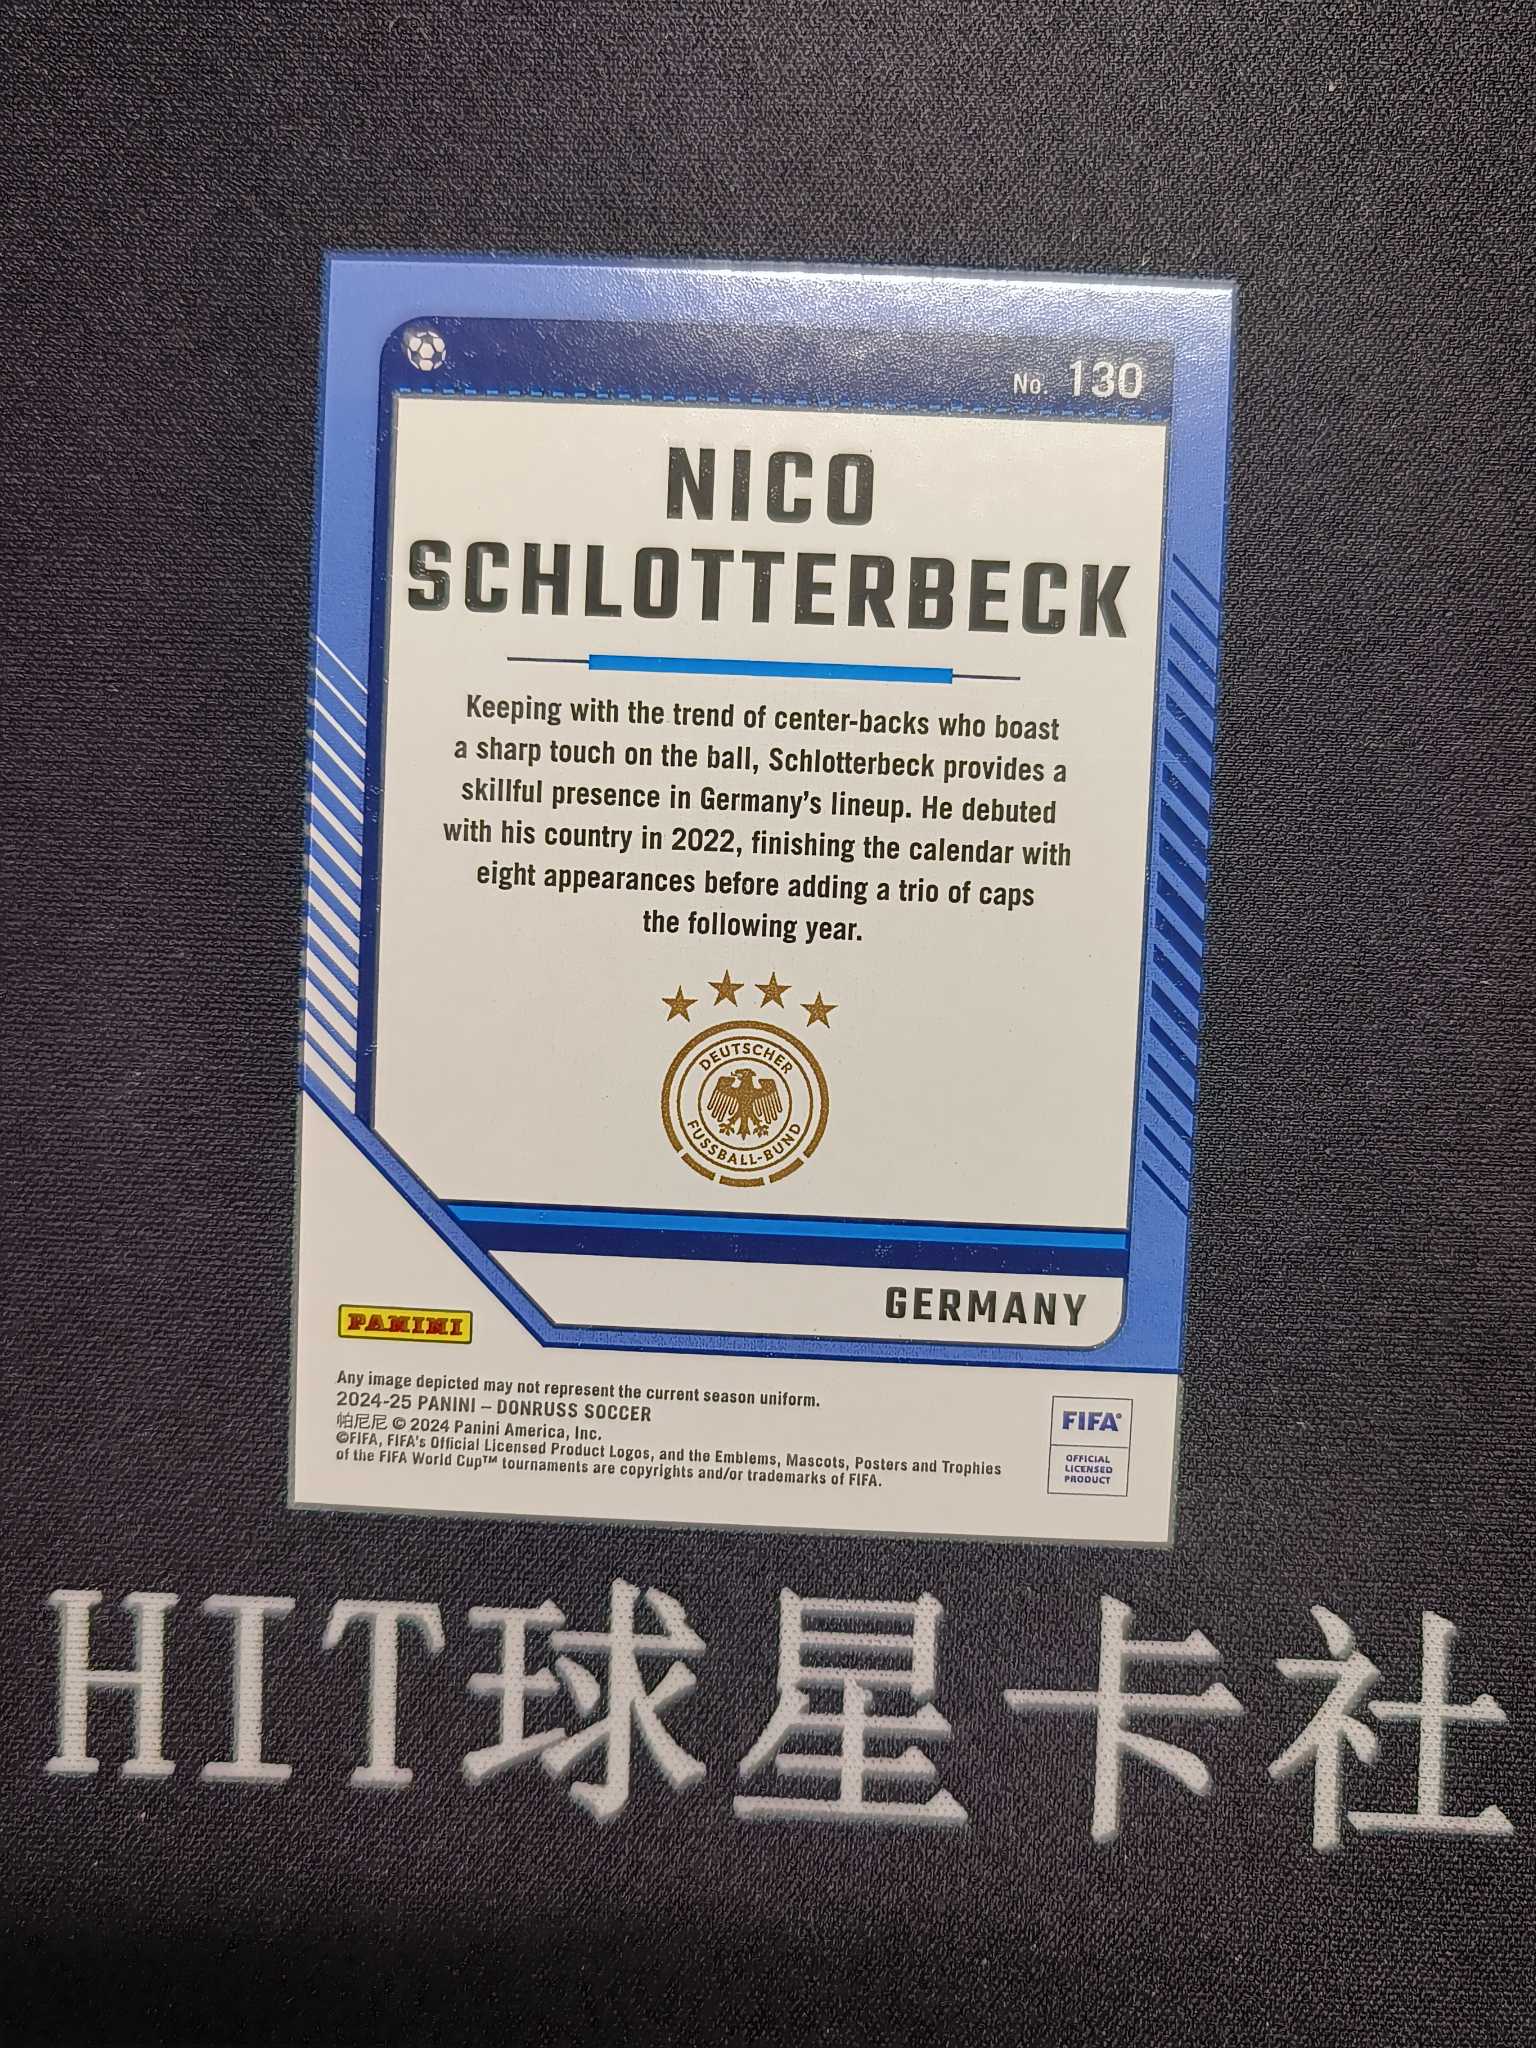 No. 130
NICO
SCHLOTTERBECK
Keeping with the trend of center-backs who boast
a sharp touch on the ball, Schlotterbeck provides a
skillful presence in Germany's lineup. He debuted
with his country in 2022, finishing the calendar with
eight appearances before adding a trio of caps
the following year.
DEUTSCHER
FUSSBALL-BUND
GERMANY
PANINI
Any image depicted may not represent the current season uniform.
2024-25 PANINI – DONRUSS SOCCER
帕尼尼 © 2024 Panini America, Inc.
©FIFA, FIFA's Official Licensed Product Logos, and the Emblems, Mascots, Posters and Trophies
of the FIFA World Cup™ tournaments are copyrights and/or trademarks of FIFA.
FIFA®
OFFICIAL
LICENSED
PRODUCT
HIT球星卡社